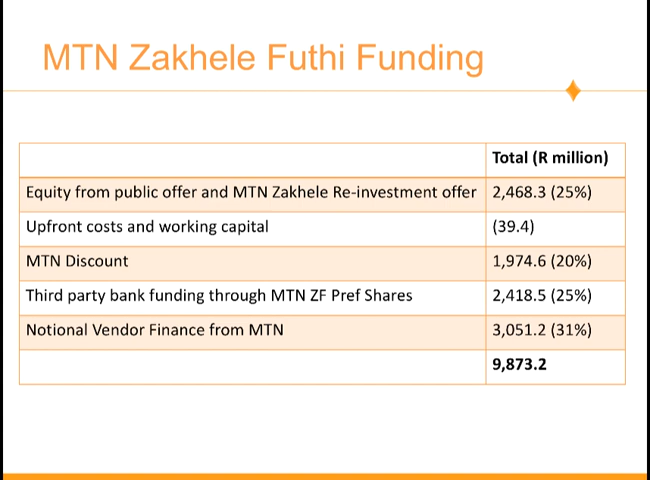 MTN Zakhele Futhi Funding
Total (R million)
Equity from public offer and MTN Zakhele Re-investment offer 2,468.3 (25%)
Upfront costs and working capital (39.4)
MTN Discount 1,974.6 (20%)
Third party bank funding through MTN ZF Pref Shares 2,418.5 (25%)
Notional Vendor Finance from MTN 3,051.2 (31%)
9,873.2